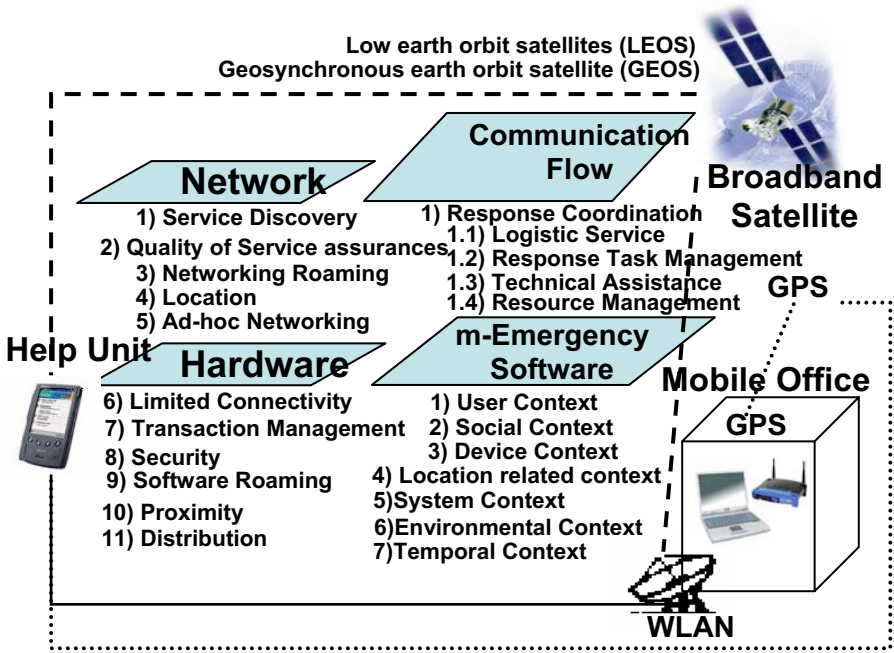 Low earth orbit satellites (LEOS)
Geosynchronous earth orbit satellite (GEOS)
Broadband
Satellite
Network
1) Service Discovery
2) Quality of Service assurances
3) Networking Roaming
4) Location
5) Ad-hoc Networking
Communication
Flow
1) Response Coordination
1.1) Logistic Service
1.2) Response Task Management
1.3) Technical Assistance
1.4) Resource Management
GPS
Help Unit
Hardware
6) Limited Connectivity
7) Transaction Management
8) Security
9) Software Roaming
10) Proximity
11) Distribution
m-Emergency
Software
1) User Context
2) Social Context
3) Device Context
4) Location related context
5)System Context
6)Environmental Context
7)Temporal Context
Mobile Office
GPS
WLAN